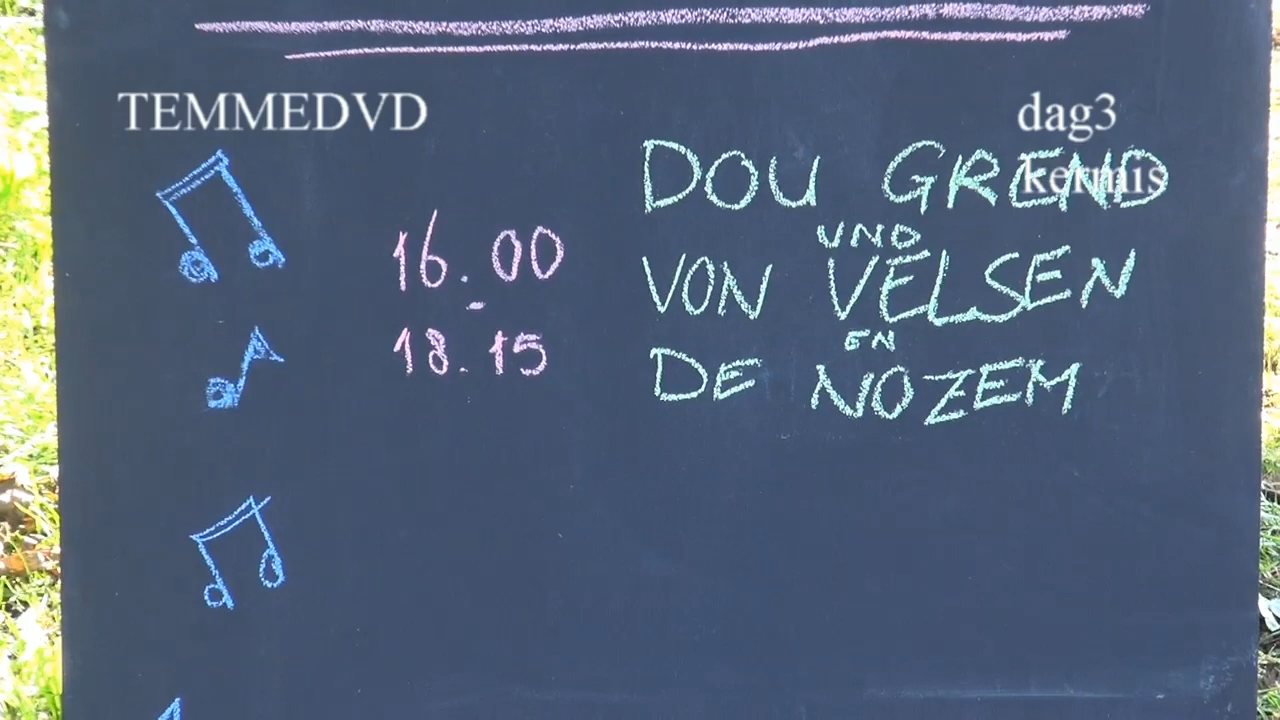 TEMMEDVD
dag3
kermis
16.00
-
18.15
DOU GREND
UND
VON VELSEN
EN
DE NOZEM